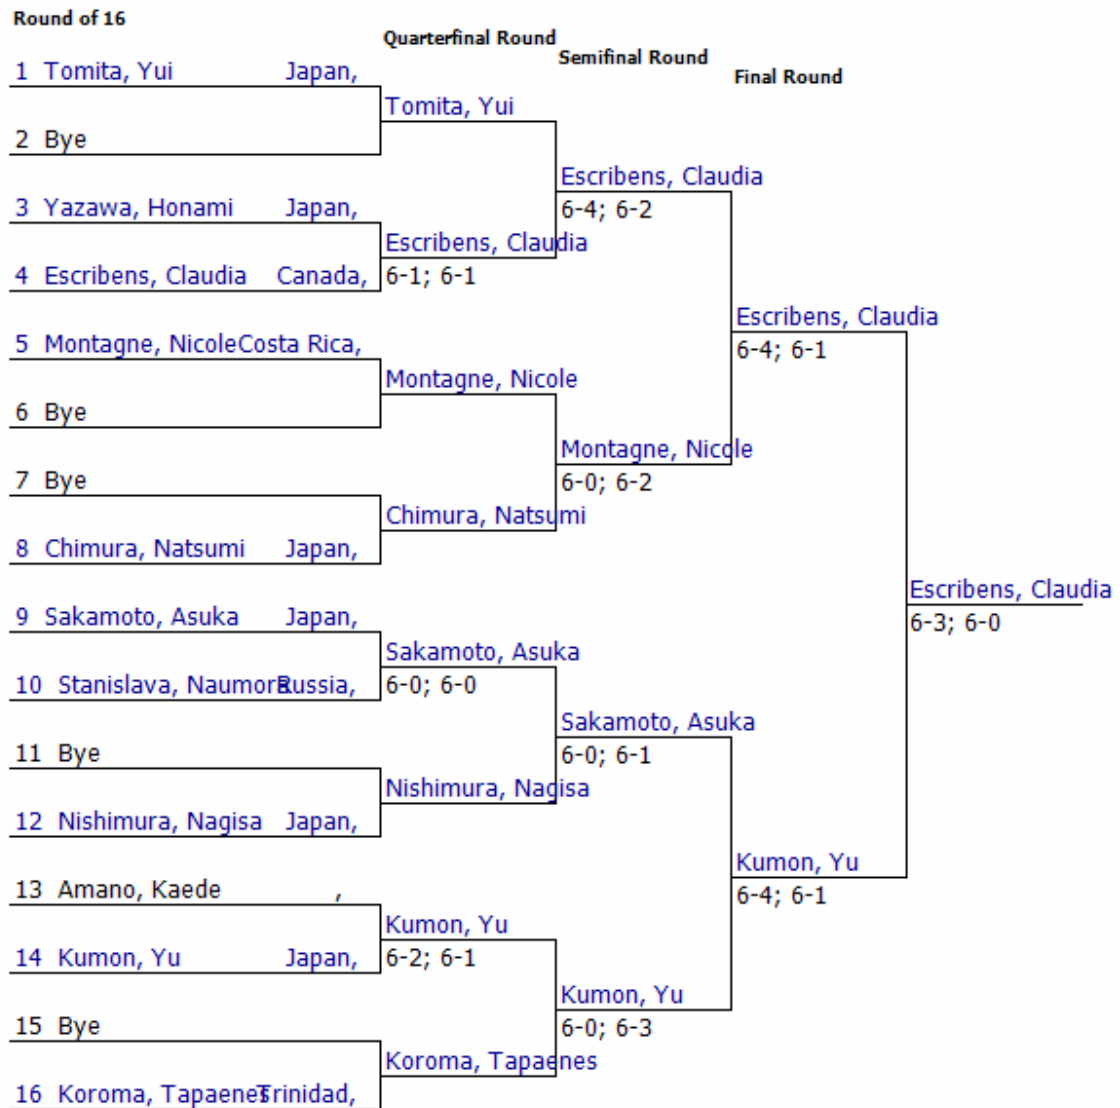 Round of 16
Quarterfinal Round
Semifinal Round
Final Round
1 Tomita, Yui Japan,
Tomita, Yui
2 Bye
Escribens, Claudia
6-4; 6-2
3 Yazawa, Honami Japan,
Escribens, Claudia
6-1; 6-1
4 Escribens, Claudia Canada,
Escribens, Claudia
6-4; 6-1
5 Montagne, Nicole Costa Rica,
Montagne, Nicole
6 Bye
Montagne, Nicole
6-0; 6-2
7 Bye
Chimura, Natsumi
8 Chimura, Natsumi Japan,
Escribens, Claudia
6-3; 6-0
9 Sakamoto, Asuka Japan,
Sakamoto, Asuka
6-0; 6-0
10 Stanislava, Naumora Russia,
Sakamoto, Asuka
6-0; 6-1
11 Bye
Nishimura, Nagisa
12 Nishimura, Nagisa Japan,
Kumon, Yu
6-4; 6-1
13 Amano, Kaede ,
Kumon, Yu
6-2; 6-1
14 Kumon, Yu Japan,
Kumon, Yu
6-0; 6-3
15 Bye
Koroma, Tapaenes
16 Koroma, Tapaenes Trinidad,